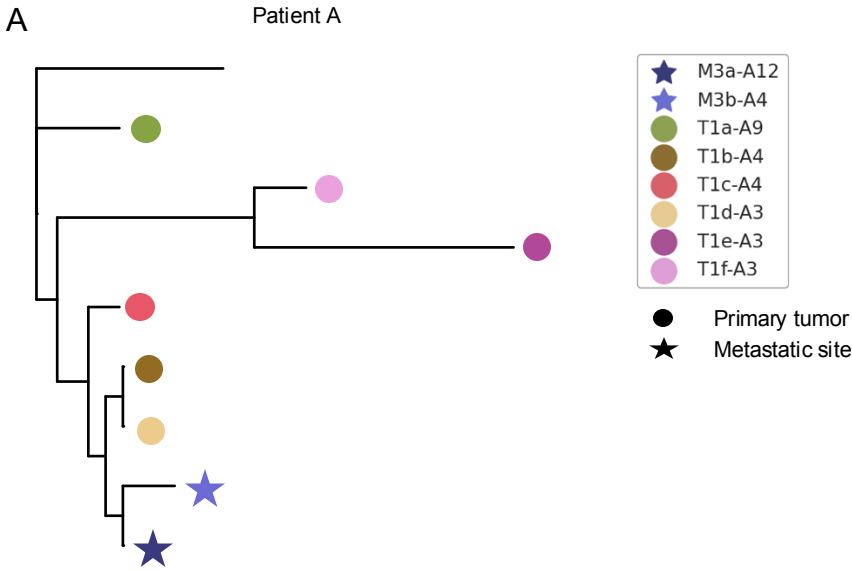 A
Patient A
M3a-A12
M3b-A4
T1a-A9
T1b-A4
T1c-A4
T1d-A3
T1e-A3
T1f-A3
Primary tumor
Metastatic site